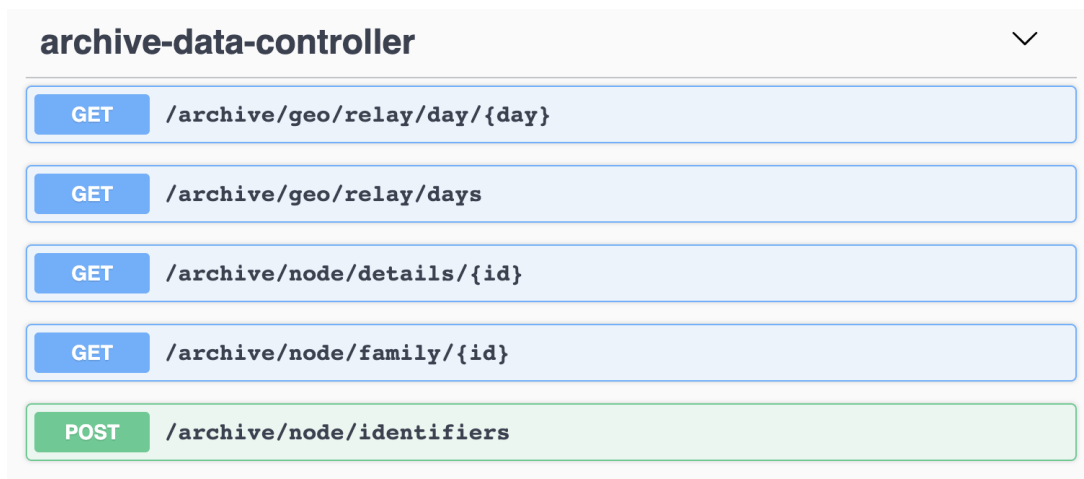 archive-data-controller
GET /archive/geo/relay/day/{day}
GET /archive/geo/relay/days
GET /archive/node/details/{id}
GET /archive/node/family/{id}
POST /archive/node/identifiers